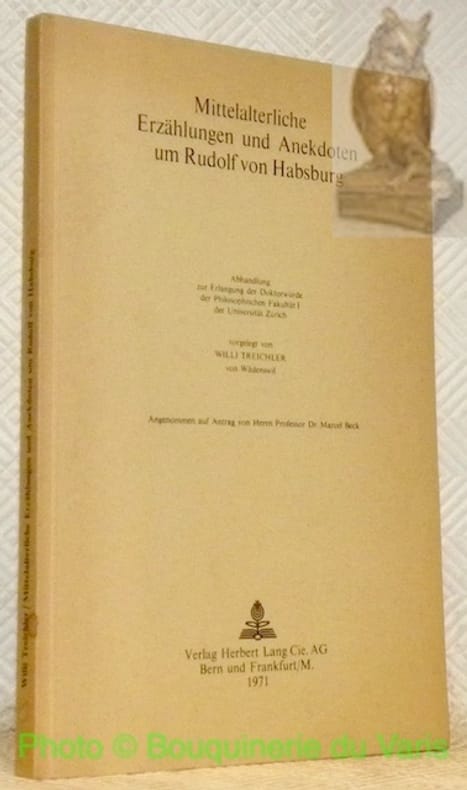 Mittelalterliche
Erzählungen und Anekdoten
um Rudolf von Habsburg
Abhandlung
zur Erlangung der Doktorwürde
der Philosophischen Fakultät I
der Universität Zürich
vorgelegt von
WILLI TREICHLER
von Wädenswil
Angenommen auf Antrag von Herrn Professor Dr. Marcel Beck
Verlag Herbert Lang Cie. AG
Bern und Frankfurt/M.
1971
Willi Treichler / Mittelalterliche Erzählungen und Anekdoten um Rudolf von Habsburg
Photo © Bouquinerie du Varis